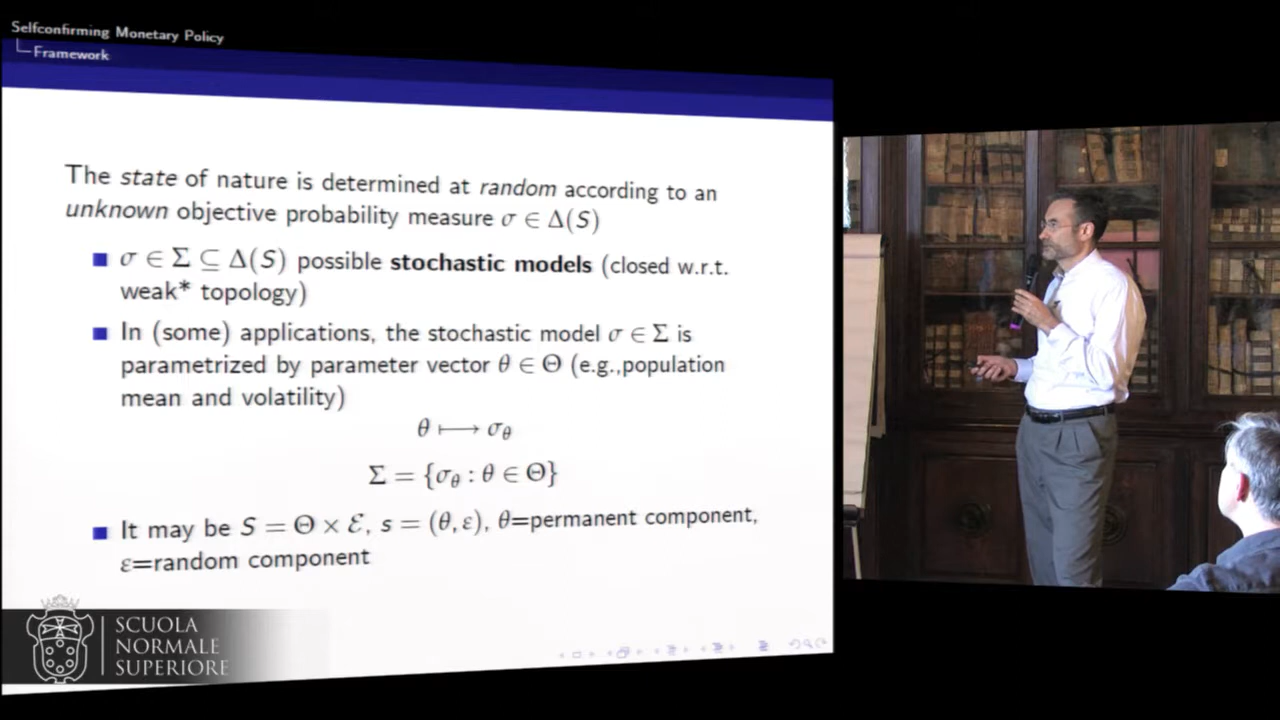 Selfconfirming Monetary Policy
Framework
The state of nature is determined at random according to an
unknown objective probability measure σ ∈ Δ(S)
σ ∈ Σ ⊆ Δ(S) possible stochastic models (closed w.r.t.
weak* topology)
In (some) applications, the stochastic model σ ∈ Σ is
parametrized by parameter vector θ ∈ Θ (e.g.,population
mean and volatility)
θ ⟼ σ_θ
Σ = {σ_θ : θ ∈ Θ}
It may be S = Θ × ℰ, s = (θ, ε), θ=permanent component,
ε=random component
SCUOLA
NORMALE
SUPERIORE